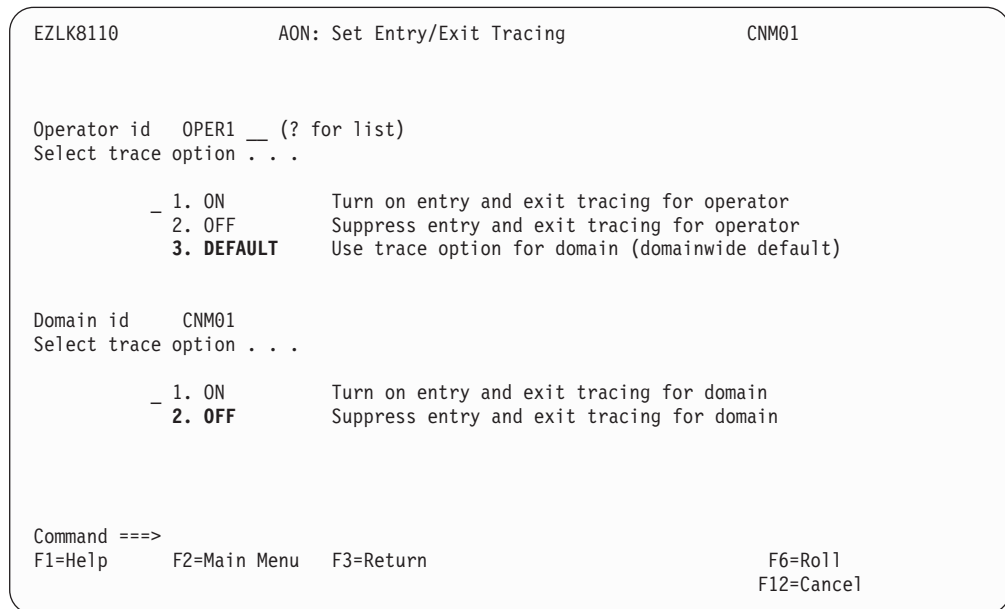 EZLK8110 AON: Set Entry/Exit Tracing CNM01
Operator id OPER1 __ (? for list)
Select trace option . . .
_ 1. ON Turn on entry and exit tracing for operator
2. OFF Suppress entry and exit tracing for operator
3. DEFAULT Use trace option for domain (domainwide default)
Domain id CNM01
Select trace option . . .
_ 1. ON Turn on entry and exit tracing for domain
2. OFF Suppress entry and exit tracing for domain
Command ===>
F1=Help F2=Main Menu F3=Return F6=Roll
F12=Cancel